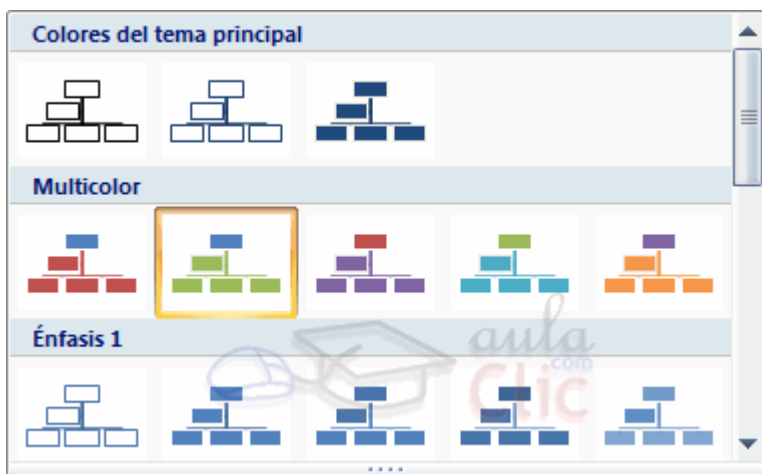 Colores del tema principal
Multicolor
Énfasis 1
aula
.com
Clic